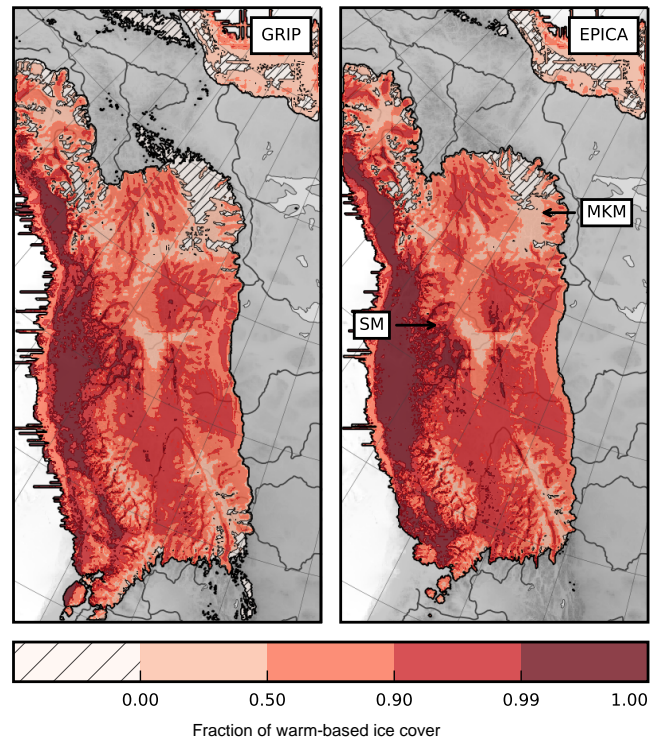 GRIP
EPICA
MKM
SM
0.00 0.50 0.90 0.99 1.00
Fraction of warm-based ice cover